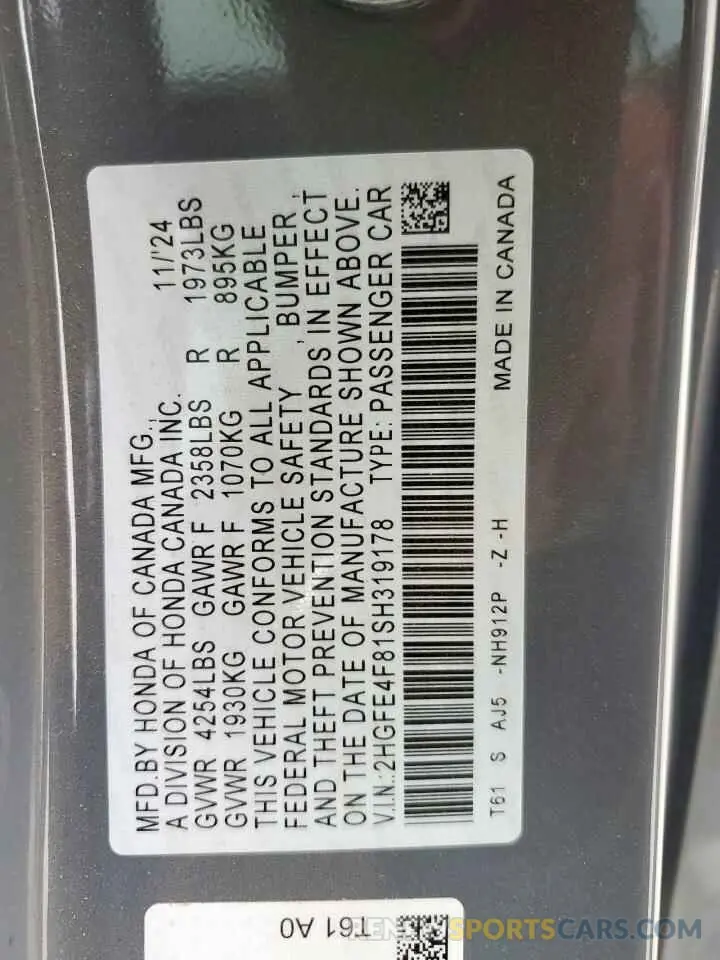 MFD.BY HONDA OF CANADA MFG.,
A DIVISION OF HONDA CANADA INC. 11/'24
GVWR 4254LBS GAWR F 2358LBS R 1973LBS
GVWR 1930KG GAWR F 1070KG R 895KG
THIS VEHICLE CONFORMS TO ALL APPLICABLE
FEDERAL MOTOR VEHICLE SAFETY , BUMPER ,
AND THEFT PREVENTION STANDARDS IN EFFECT
ON THE DATE OF MANUFACTURE SHOWN ABOVE.
V.I.N.:2HGFE4F81SH319178 TYPE: PASSENGER CAR
T61 S AJ5 -NH912P -Z -H MADE IN CANADA
T61 A0
RENEWSPORTSCARS.COM